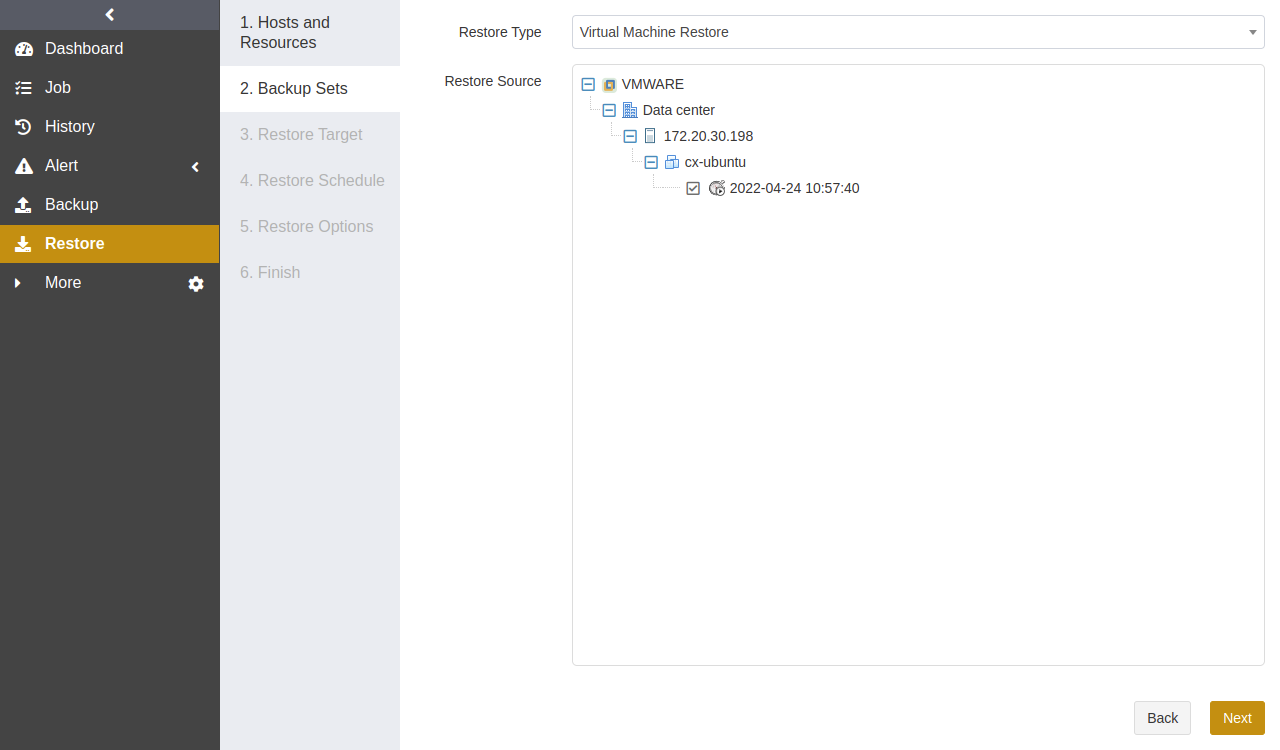 Dashboard
Job
History
Alert
Backup
Restore
More
1. Hosts and
Resources
2. Backup Sets
3. Restore Target
4. Restore Schedule
5. Restore Options
6. Finish
Restore Type
Virtual Machine Restore
Restore Source
VMWARE
Data center
172.20.30.198
cx-ubuntu
2022-04-24 10:57:40
Back
Next